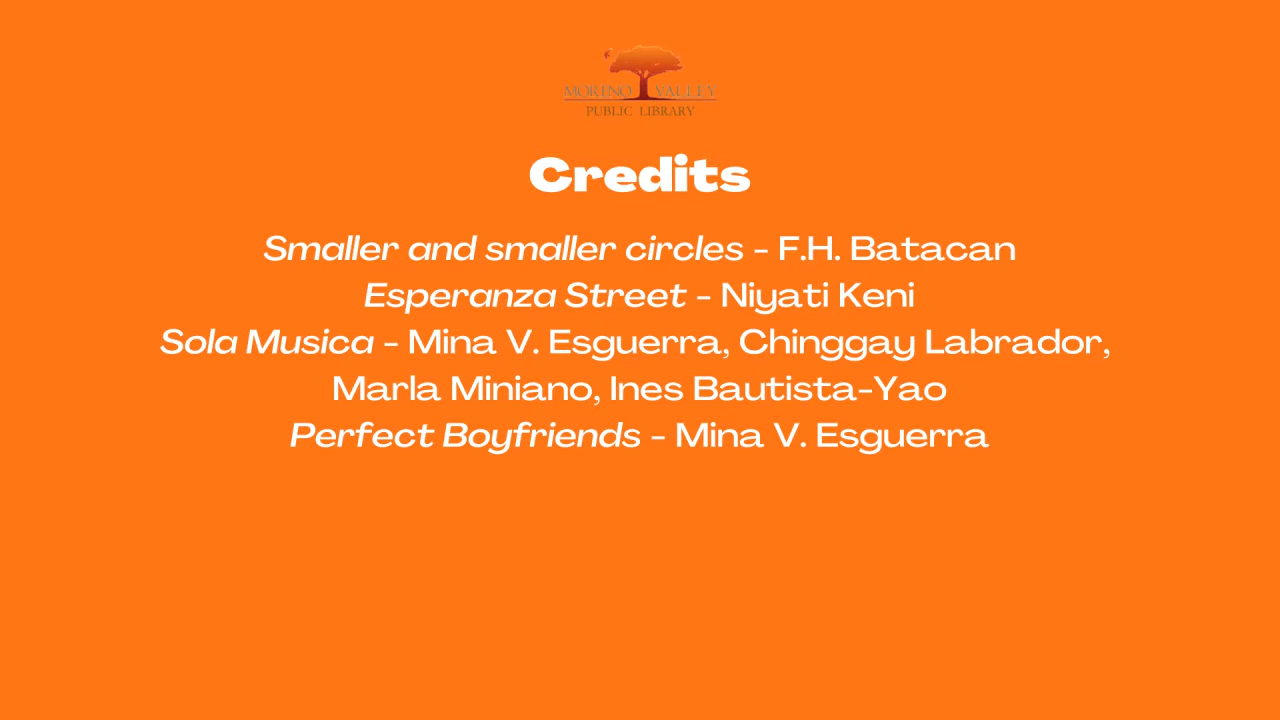 MORENO VALLEY
PUBLIC LIBRARY
Credits
Smaller and smaller circles - F.H. Batacan
Esperanza Street - Niyati Keni
Sola Musica - Mina V. Esguerra, Chinggay Labrador,
Marla Miniano, Ines Bautista-Yao
Perfect Boyfriends - Mina V. Esguerra